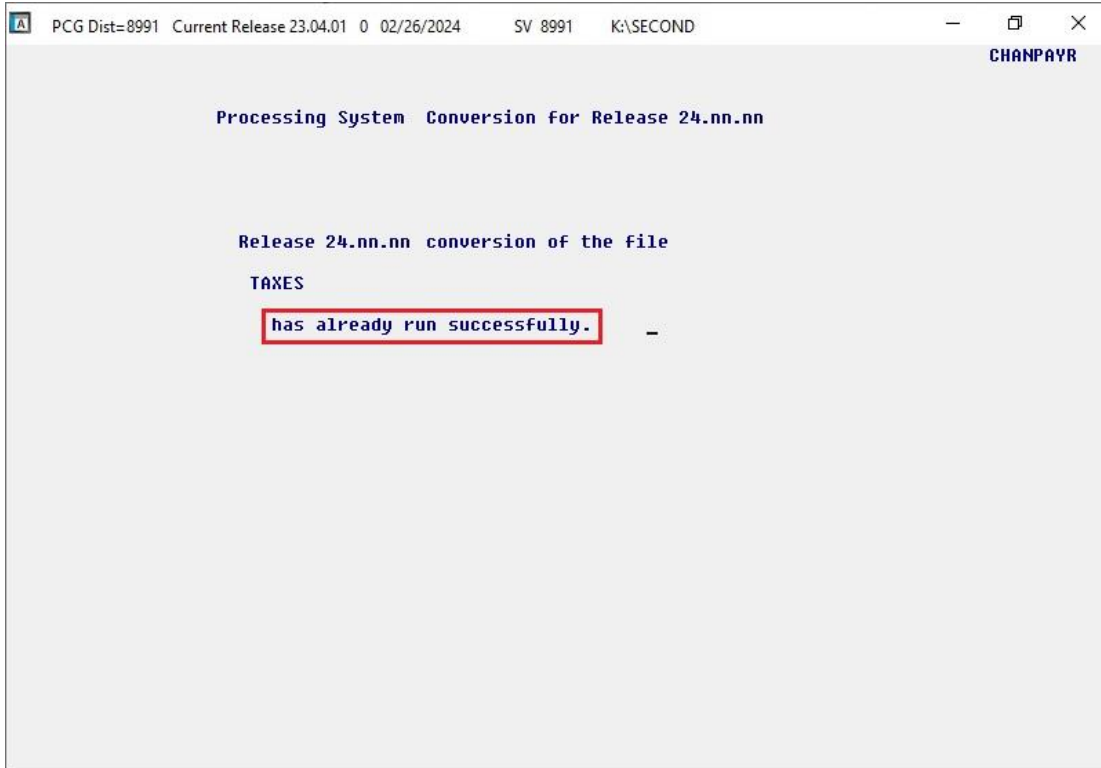 PCG Dist=8991 Current Release 23.04.01 0 02/26/2024 SV 8991 K:\SECOND
CHANPAYR
Processing System Conversion for Release 24.nn.nn
Release 24.nn.nn conversion of the file
TAXES
has already run successfully. _